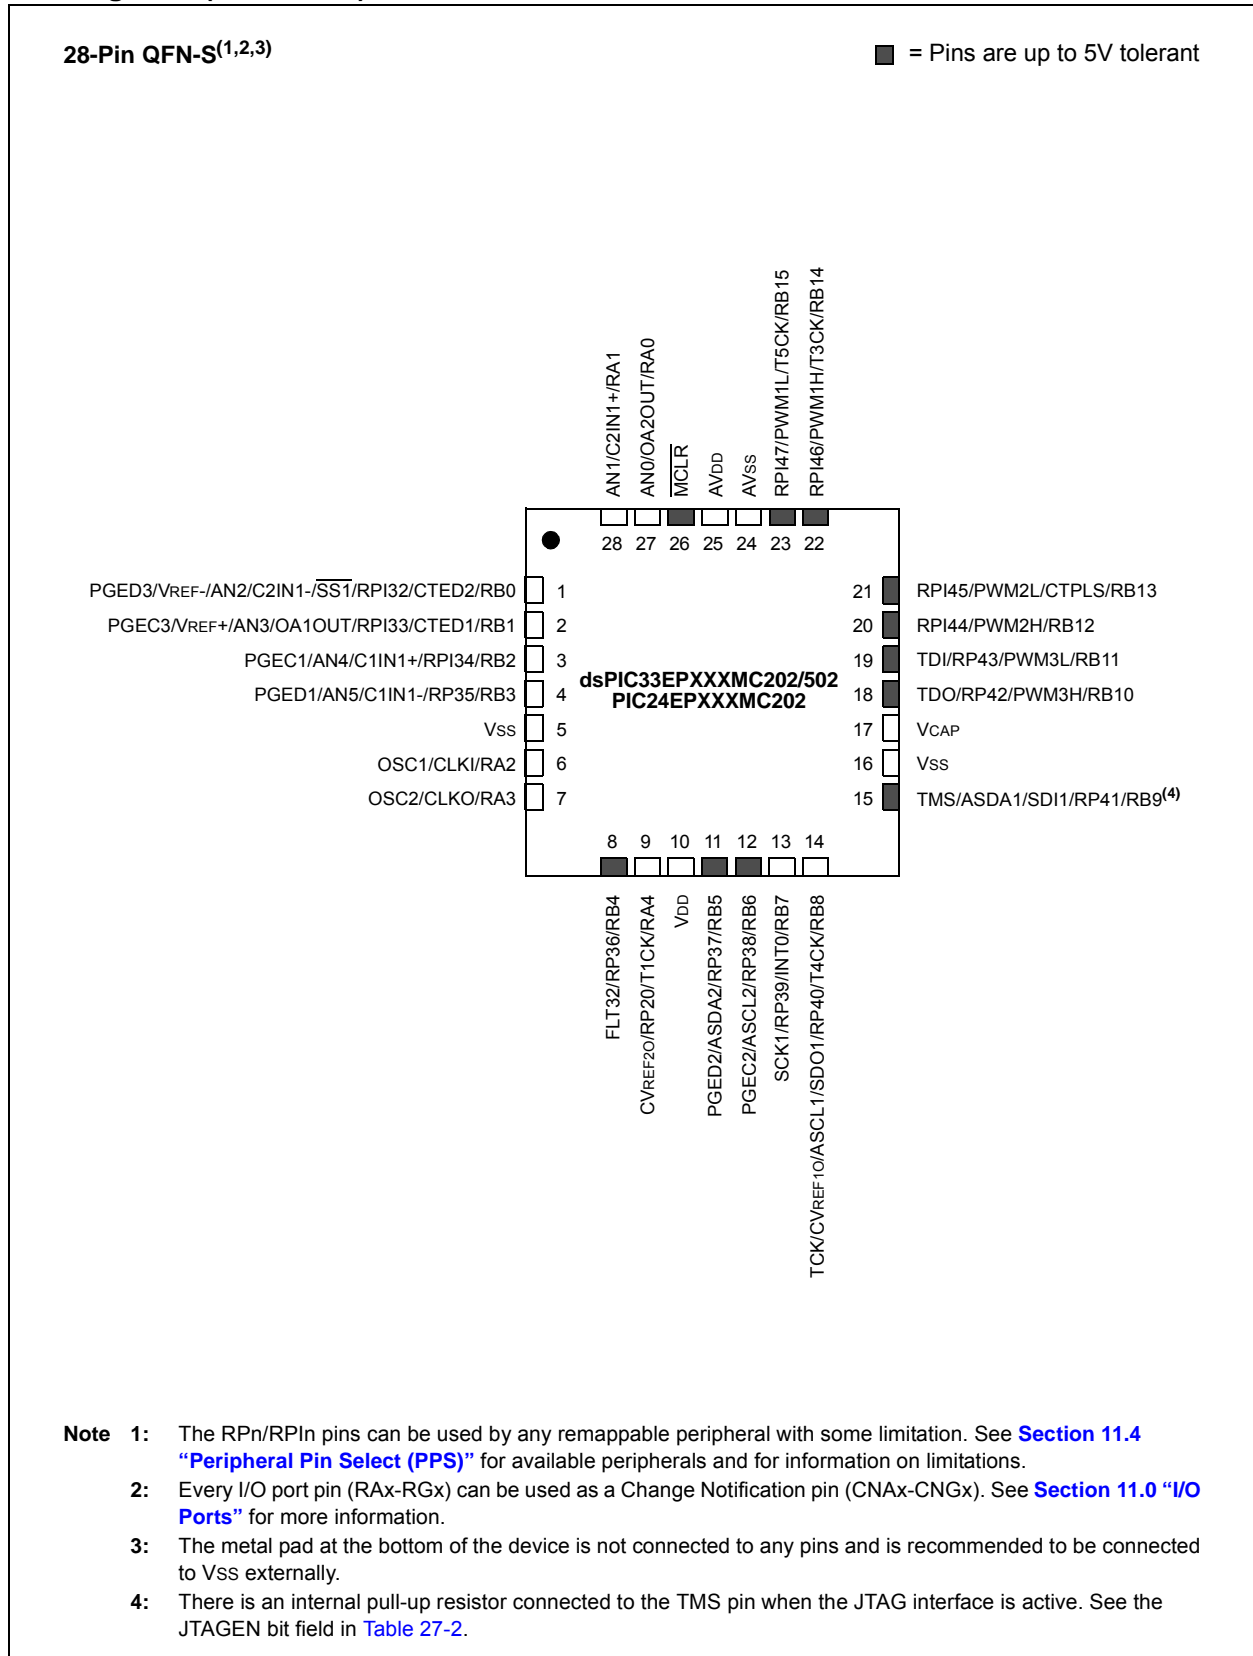 28-Pin QFN-S(1,2,3)
= Pins are up to 5V tolerant
AN1/C2IN1+/RA1
AN0/OA2OUT/RA0
MCLR
AVDD
AVSS
RPI47/PWM1L/T5CK/RB15
RPI46/PWM1H/T3CK/RB14
28 27 26 25 24 23 22
PGED3/VREF-/AN2/C2IN1-/SS1/RPI32/CTED2/RB0 1
PGEC3/VREF+/AN3/OA1OUT/RPI33/CTED1/RB1 2
PGEC1/AN4/C1IN1+/RPI34/RB2 3
PGED1/AN5/C1IN1-/RP35/RB3 4
VSS 5
OSC1/CLKI/RA2 6
OSC2/CLKO/RA3 7
dsPIC33EPXXXMC202/502
PIC24EPXXXMC202
21 RPI45/PWM2L/CTPLS/RB13
20 RPI44/PWM2H/RB12
19 TDI/RP43/PWM3L/RB11
18 TDO/RP42/PWM3H/RB10
17 VCAP
16 VSS
15 TMS/ASDA1/SDI1/RP41/RB9(4)
8 9 10 11 12 13 14
FLT32/RP36/RB4
CVREF2O/RP20/T1CK/RA4
VDD
PGED2/ASDA2/RP37/RB5
PGEC2/ASCL2/RP38/RB6
SCK1/RP39/INT0/RB7
TCK/CVREF1O/ASCL1/SDO1/RP40/T4CK/RB8
Note 1: The RPn/RPIn pins can be used by any remappable peripheral with some limitation. See Section 11.4
“Peripheral Pin Select (PPS)” for available peripherals and for information on limitations.
2: Every I/O port pin (RAx-RGx) can be used as a Change Notification pin (CNAx-CNGx). See Section 11.0 “I/O
Ports” for more information.
3: The metal pad at the bottom of the device is not connected to any pins and is recommended to be connected
to VSS externally.
4: There is an internal pull-up resistor connected to the TMS pin when the JTAG interface is active. See the
JTAGEN bit field in Table 27-2.